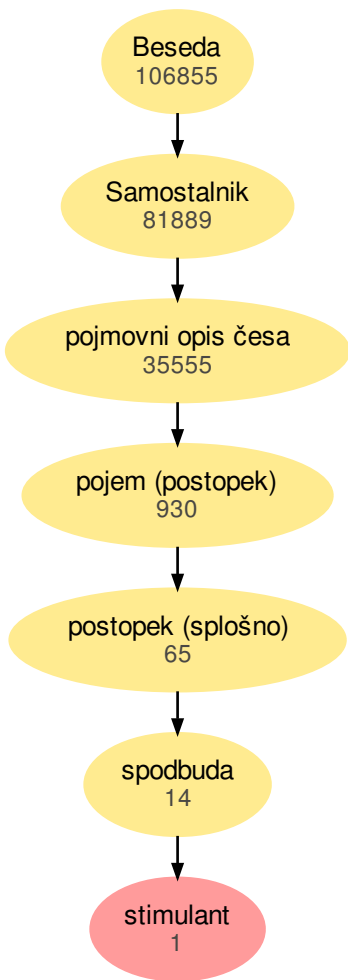 Beseda
106855
Samostalnik
81889
pojmovni opis česa
35555
pojem (postopek)
930
postopek (splošno)
65
spodbuda
14
stimulant
1